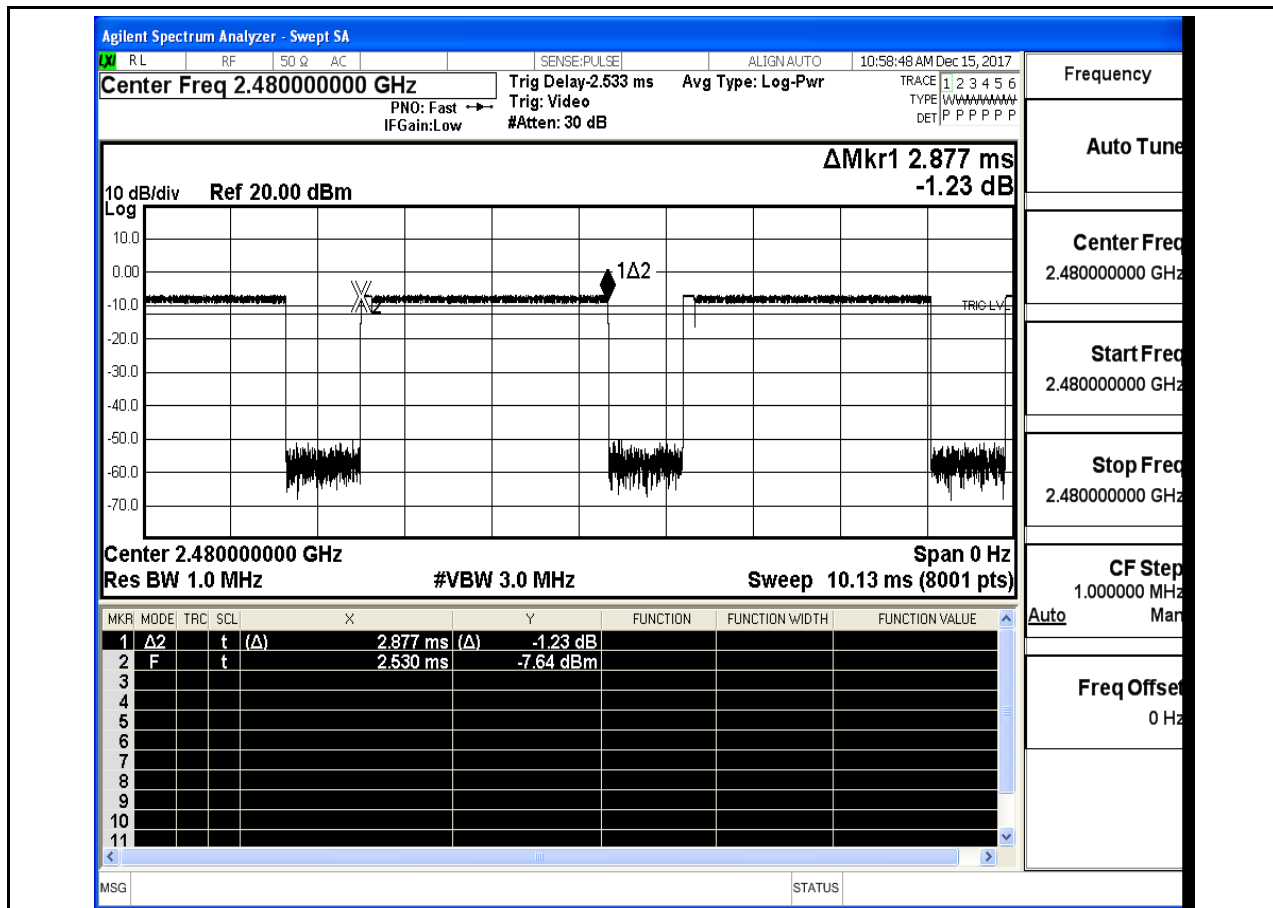 Agilent Spectrum Analyzer - Swept SA
LXI RL RF 50 Ω AC SENSE:PULSE ALIGN AUTO 10:58:48 AM Dec 15, 2017
Center Freq 2.480000000 GHz
PNO: Fast
IFGain:Low
Trig Delay-2.533 ms
Trig: Video
#Atten: 30 dB
Avg Type: Log-Pwr
TRACE 1 2 3 4 5 6
TYPE WWWWWW
DET P P P P P P
ΔMkr1 2.877 ms
-1.23 dB
10 dB/div
Log
Ref 20.00 dBm
10.0
0.00
-10.0
-20.0
-30.0
-40.0
-50.0
-60.0
-70.0
1Δ2
2
TRIG LVL
Center 2.480000000 GHz
Span 0 Hz
Res BW 1.0 MHz
#VBW 3.0 MHz
Sweep 10.13 ms (8001 pts)
MKR MODE TRC SCL X Y FUNCTION FUNCTION WIDTH FUNCTION VALUE
1 Δ2 t (Δ) 2.877 ms (Δ) -1.23 dB
2 F t 2.530 ms -7.64 dBm
3
4
5
6
7
8
9
10
11
MSG
STATUS
Frequency
Auto Tune
Center Freq
2.480000000 GHz
Start Freq
2.480000000 GHz
Stop Freq
2.480000000 GHz
CF Step
1.000000 MHz
Auto Man
Freq Offset
0 Hz